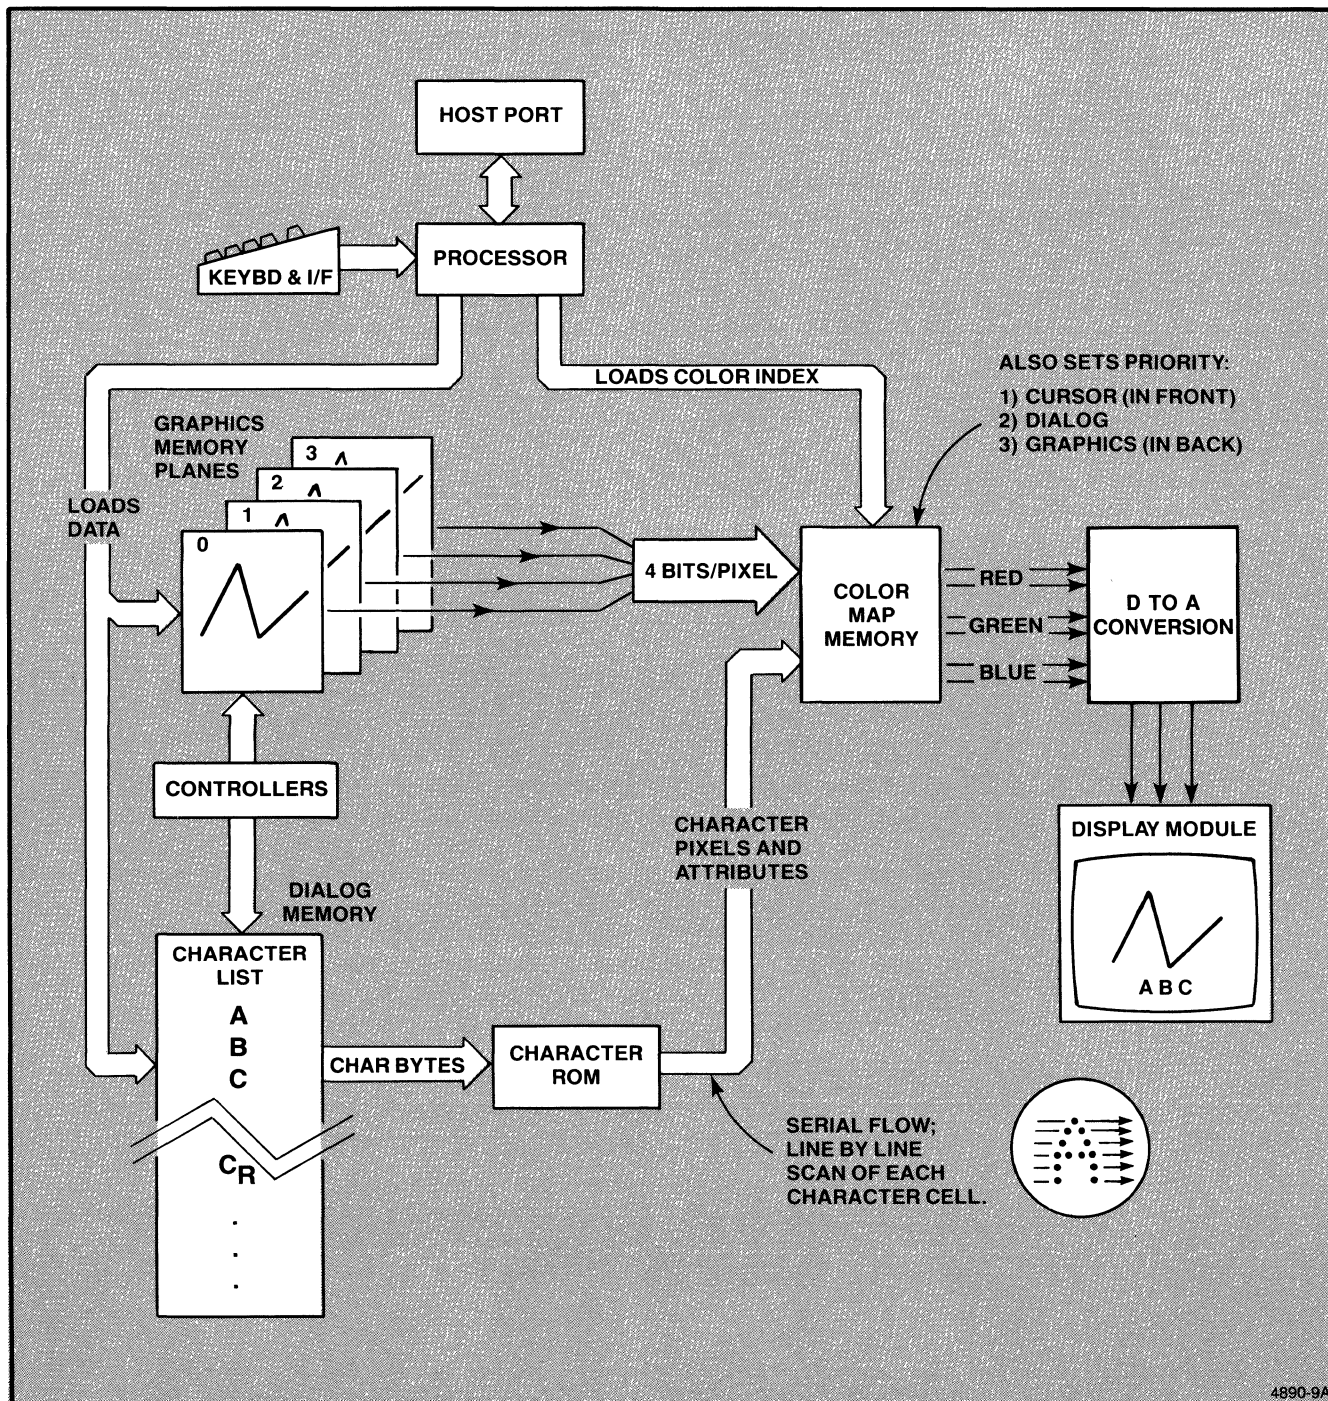 HOST PORT
PROCESSOR
KEYBD & I/F
LOADS COLOR INDEX
ALSO SETS PRIORITY:
1) CURSOR (IN FRONT)
2) DIALOG
3) GRAPHICS (IN BACK)
GRAPHICS
MEMORY
PLANES
3
2
1
0
LOADS
DATA
4 BITS/PIXEL
COLOR
MAP
MEMORY
RED
GREEN
BLUE
D TO A
CONVERSION
CONTROLLERS
CHARACTER
PIXELS AND
ATTRIBUTES
DISPLAY MODULE
A B C
DIALOG
MEMORY
CHARACTER
LIST
A
B
C
CR
.
.
.
CHAR BYTES
CHARACTER
ROM
SERIAL FLOW;
LINE BY LINE
SCAN OF EACH
CHARACTER CELL.
4890-9A